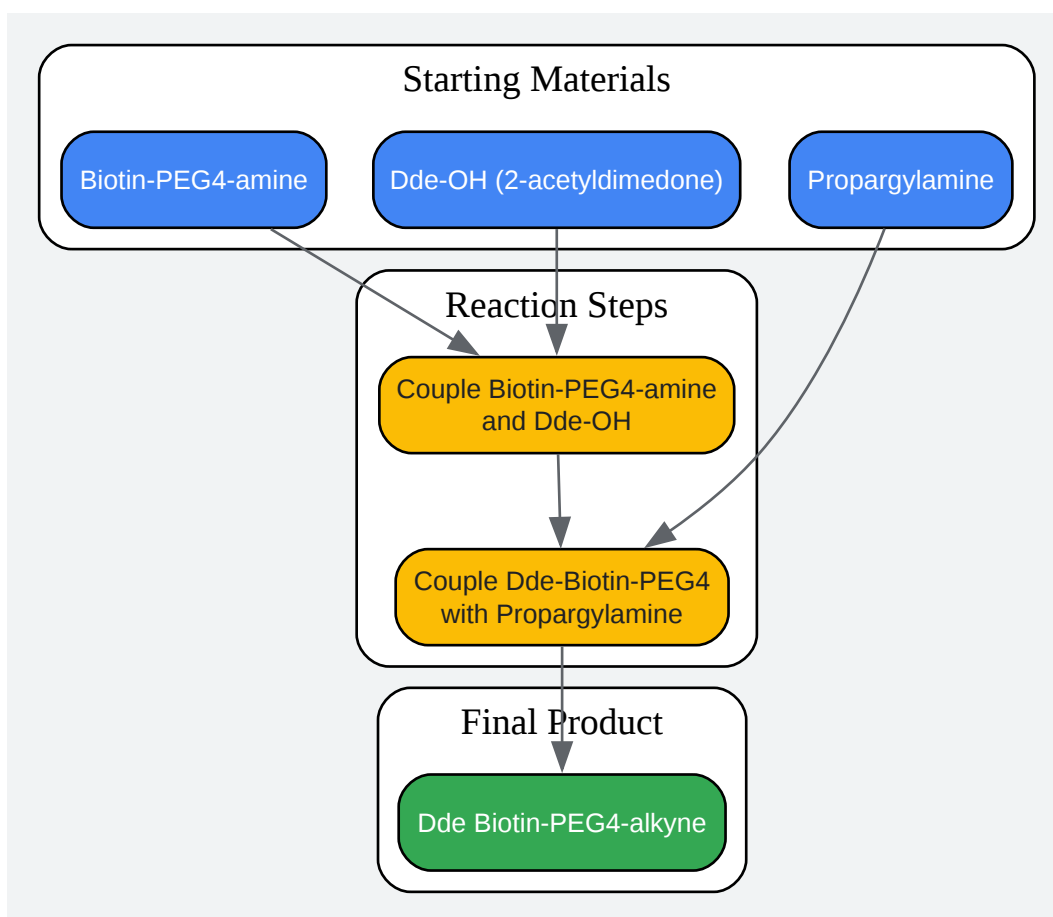 Starting Materials
Biotin-PEG4-amine
Dde-OH (2-acetyldimedone)
Propargylamine
Reaction Steps
Couple Biotin-PEG4-amine
and Dde-OH
Couple Dde-Biotin-PEG4
with Propargylamine
Final Product
Dde Biotin-PEG4-alkyne